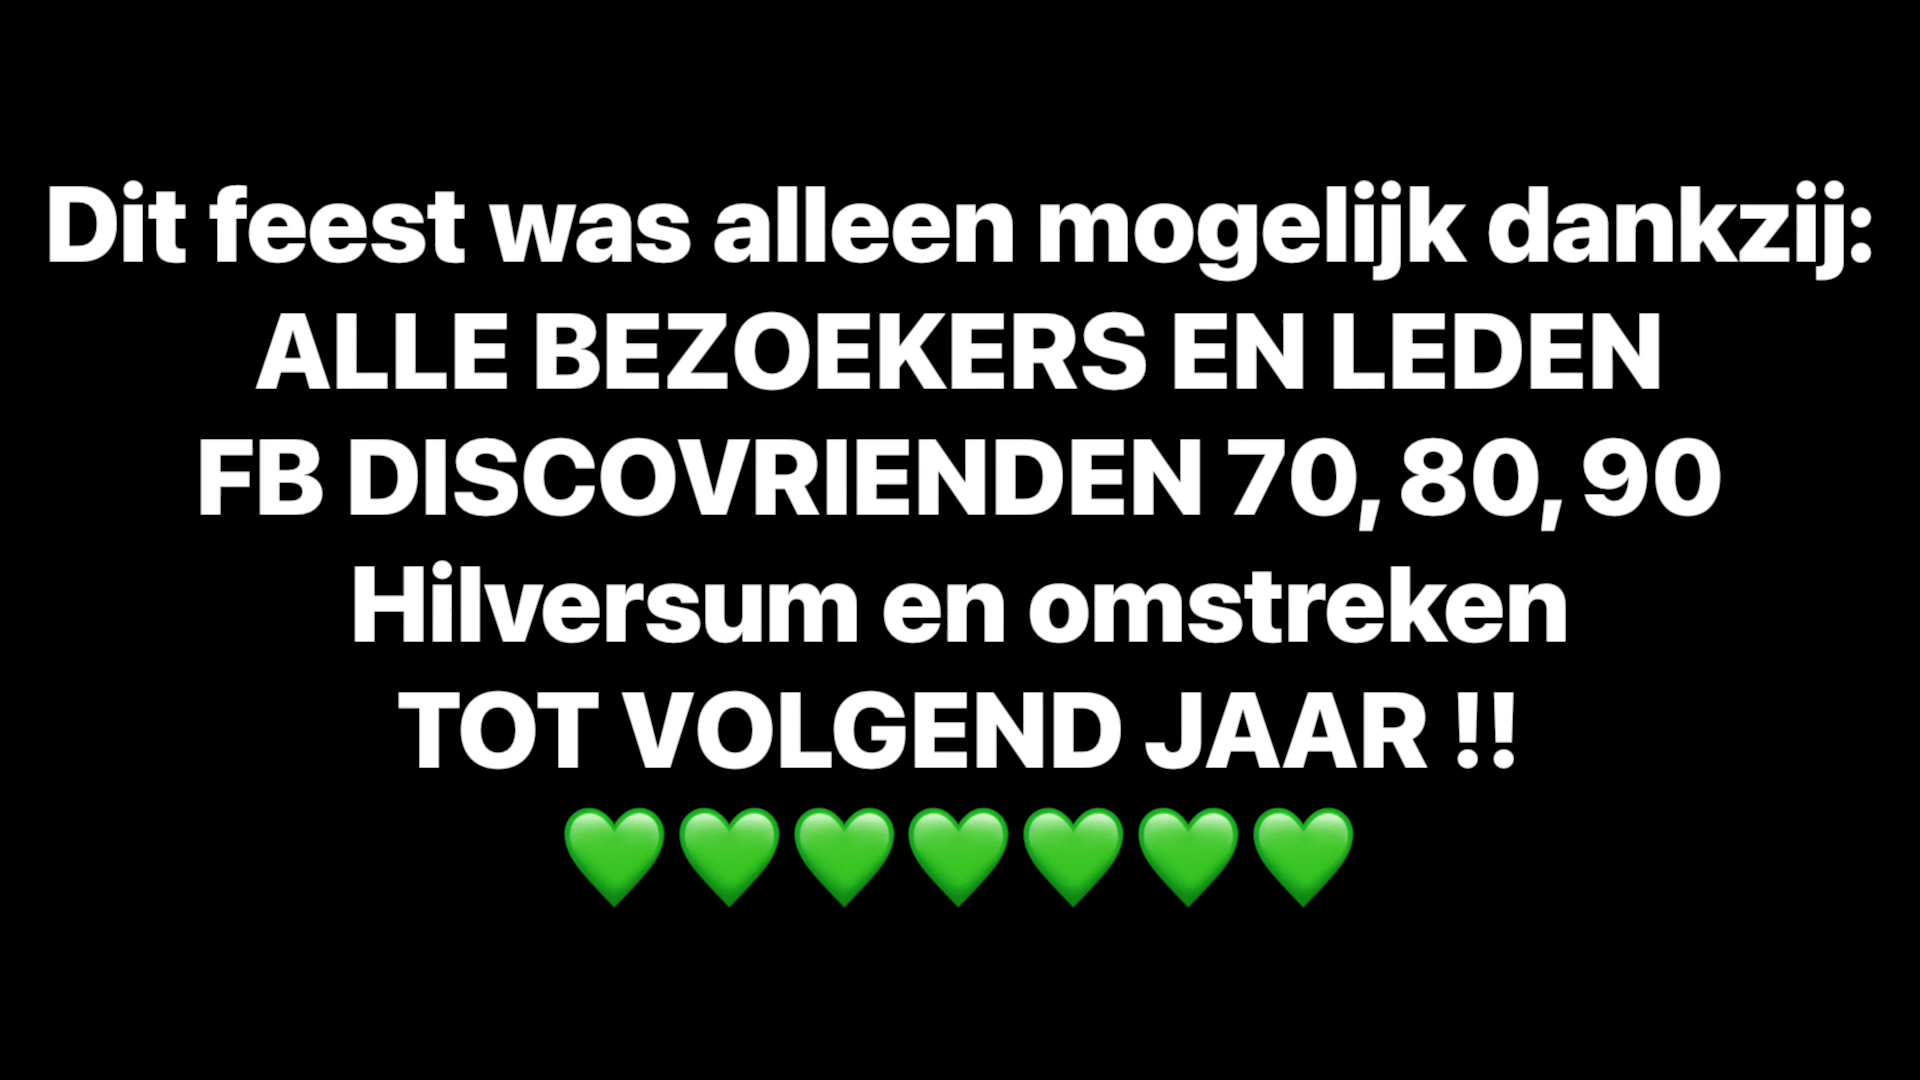 Dit feest was alleen mogelijk dankzij:
ALLE BEZOEKERS EN LEDEN
FB DISCOVRIENDEN 70, 80, 90
Hilversum en omstreken
TOT VOLGEND JAAR !!
💚💚💚💚💚💚💚